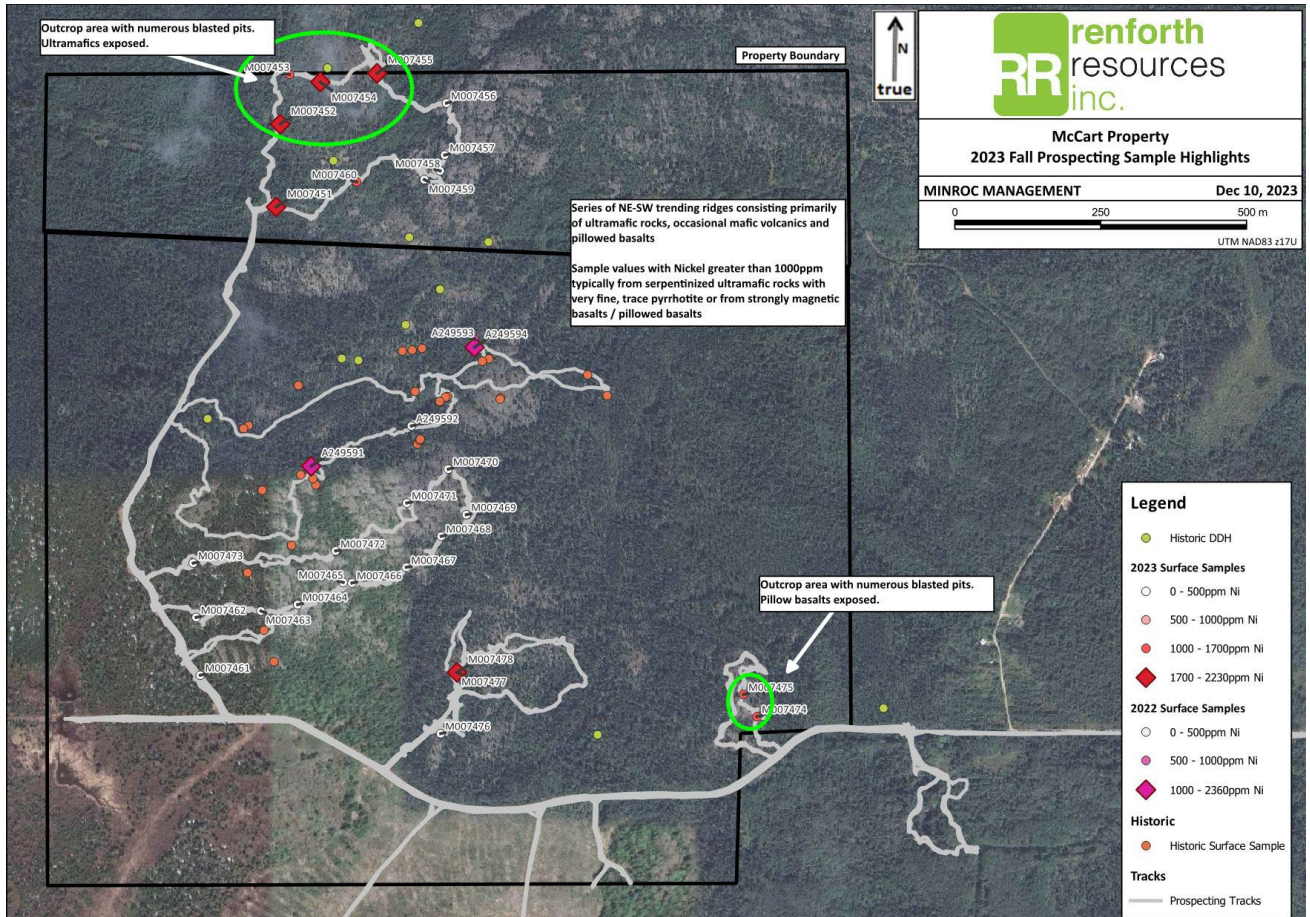 Outcrop area with numerous blasted pits.
Ultramafics exposed.
Property Boundary
N
true
RR
renforth
resources
inc.
McCart Property
2023 Fall Prospecting Sample Highlights
MINROC MANAGEMENT
Dec 10, 2023
0
250
500 m
UTM NAD83 z17U
M007453
M007455
M007454
M007456
M007452
M007457
M007458
M007460
M007459
M007451
Series of NE-SW trending ridges consisting primarily
of ultramafic rocks, occasional mafic volcanics and
pillowed basalts
Sample values with Nickel greater than 1000ppm
typically from serpentinized ultramafic rocks with
very fine, trace pyrrhotite or from strongly magnetic
basalts / pillowed basalts
A249593
A249594
A249592
A249591
M007470
M007471
M007469
M007468
M007472
M007473
M007467
M007465
M007466
M007464
M007462
M007463
M007461
M007478
M007477
M007476
Outcrop area with numerous blasted pits.
Pillow basalts exposed.
M007475
M007474
Legend
Historic DDH
2023 Surface Samples
0 - 500ppm Ni
500 - 1000ppm Ni
1000 - 1700ppm Ni
1700 - 2230ppm Ni
2022 Surface Samples
0 - 500ppm Ni
500 - 1000ppm Ni
1000 - 2360ppm Ni
Historic
Historic Surface Sample
Tracks
Prospecting Tracks